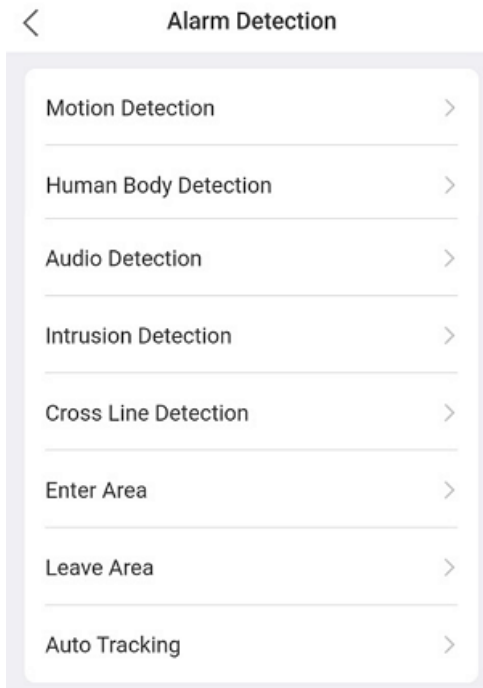 Alarm Detection
Motion Detection
Human Body Detection
Audio Detection
Intrusion Detection
Cross Line Detection
Enter Area
Leave Area
Auto Tracking